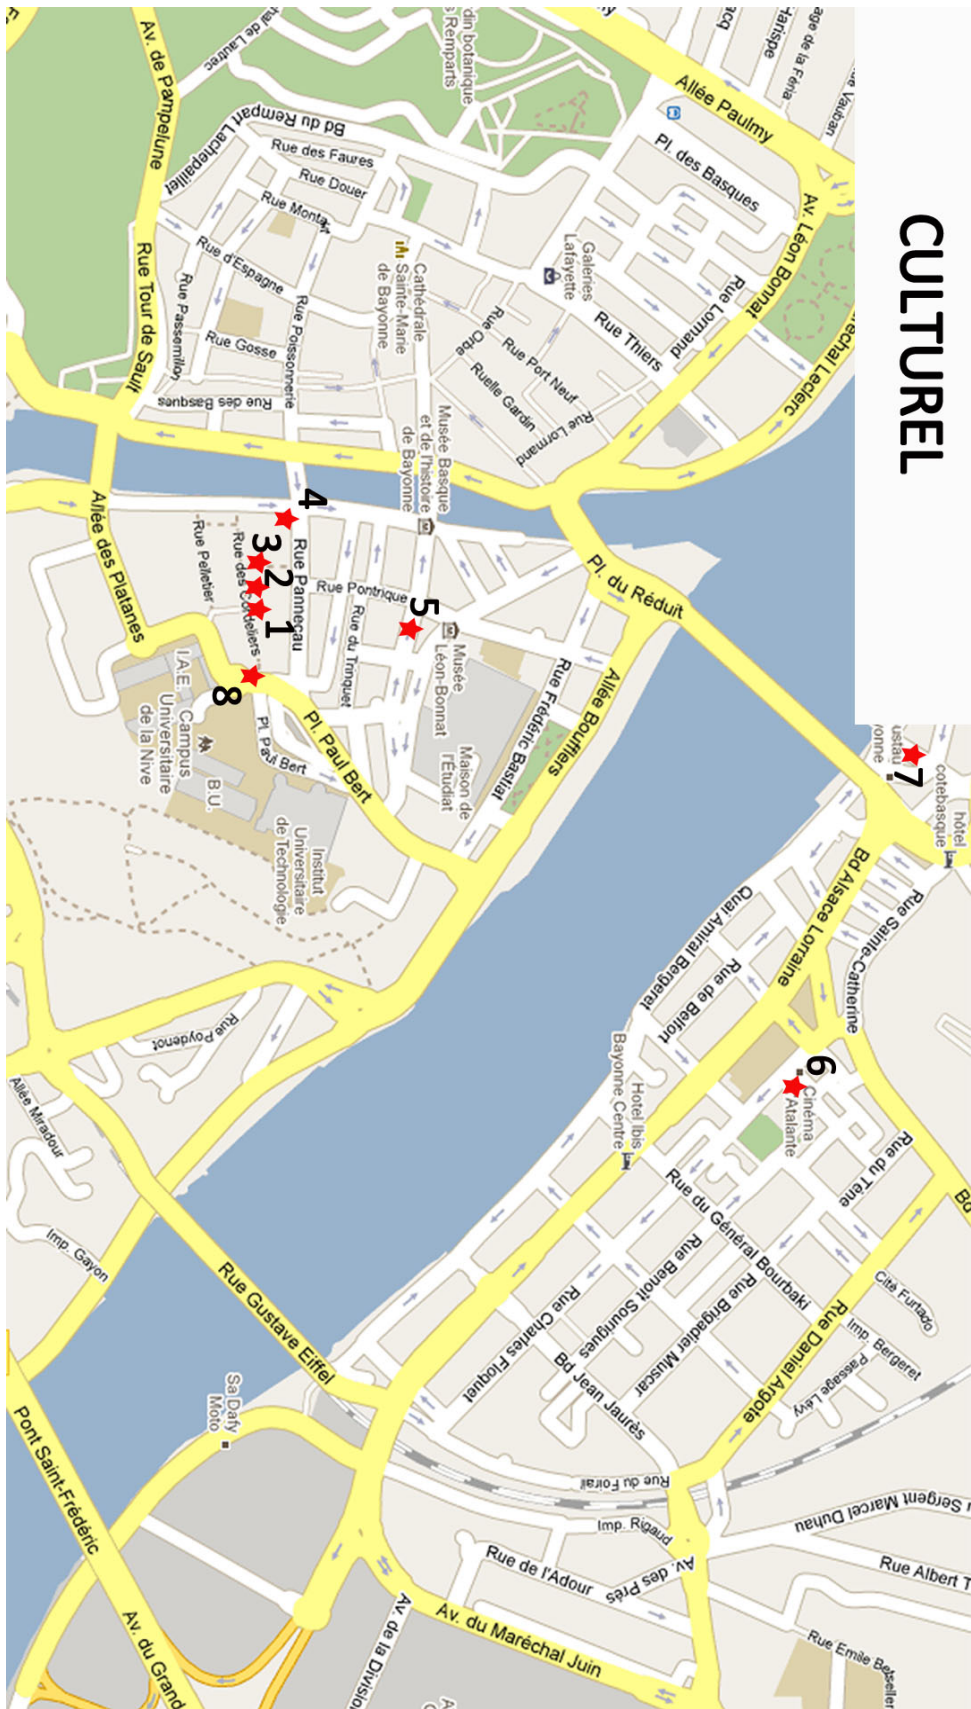 CULTUREL
Allée Paulmy
Pl. des Basques
Av. Léon Bonnat
Rue Lormand
Rue Thiers
Galeries
Lafayette
Rue Port Neuf
Rue Orbe
Ruelle Gardin
Rue Lormand
Av. de Pampelune
Bd du Rempart Lachepaillet
Rue des Faures
Rue Douer
Rue Monta
Rue d'Espagne
Rue Passemillon
Rue Gosse
Rue Poissonnerie
Rue des Basques
Rue Tour de Sault
Cathédrale
Sainte-Marie
de Bayonne
Musée Basque
et de l'histoire
de Bayonne
Allée des Platanes
Rue Pelletier
Rue des Cordeliers
Rue Pannecau
Rue Pontrique
Rue du Trinquet
4
3
2
1
5
8
Musée
Léon-Bonnat
Pl. du Réduit
Allée Boufflers
Rue Frédéric Bastiat
Maison de
l'Étudiat
Pl. Paul Bert
Pl. Paul Bert
I.A.E.
Campus
Universitaire
de la Nive
B.U.
Institut
Universitaire
de Technologie
7
hôtel
cotebasque
Rue Sainte-Catherine
Bd Alsace Lorraine
Quai Amiral Bergeret
Rue de Belfort
6
Cinéma
Atalante
Hotel Ibis
Bayonne Centre
Rue du Tène
Rue du Général Bourbaki
Rue Benoit Sourigues
Rue Brigadier Muscar
Rue Charles Floquet
Bd Jean Jaurès
Cité Furtado
Imp. Bergeret
Passage Lévy
Rue Daniel Argote
Rue Poydenot
Allée Miradour
Imp. Gayon
Rue Gustave Eiffel
Sa Dafy
Moto
Pont Saint-Frédéric
Av. du Grand
Rue du Foirail
Imp. Rigaud
Rue de l'Adour
Av. des Prés
Sergent Marcel Duhau
Rue Albert
Rue Emile
Av. du Maréchal Juin
Av. de la Divisio